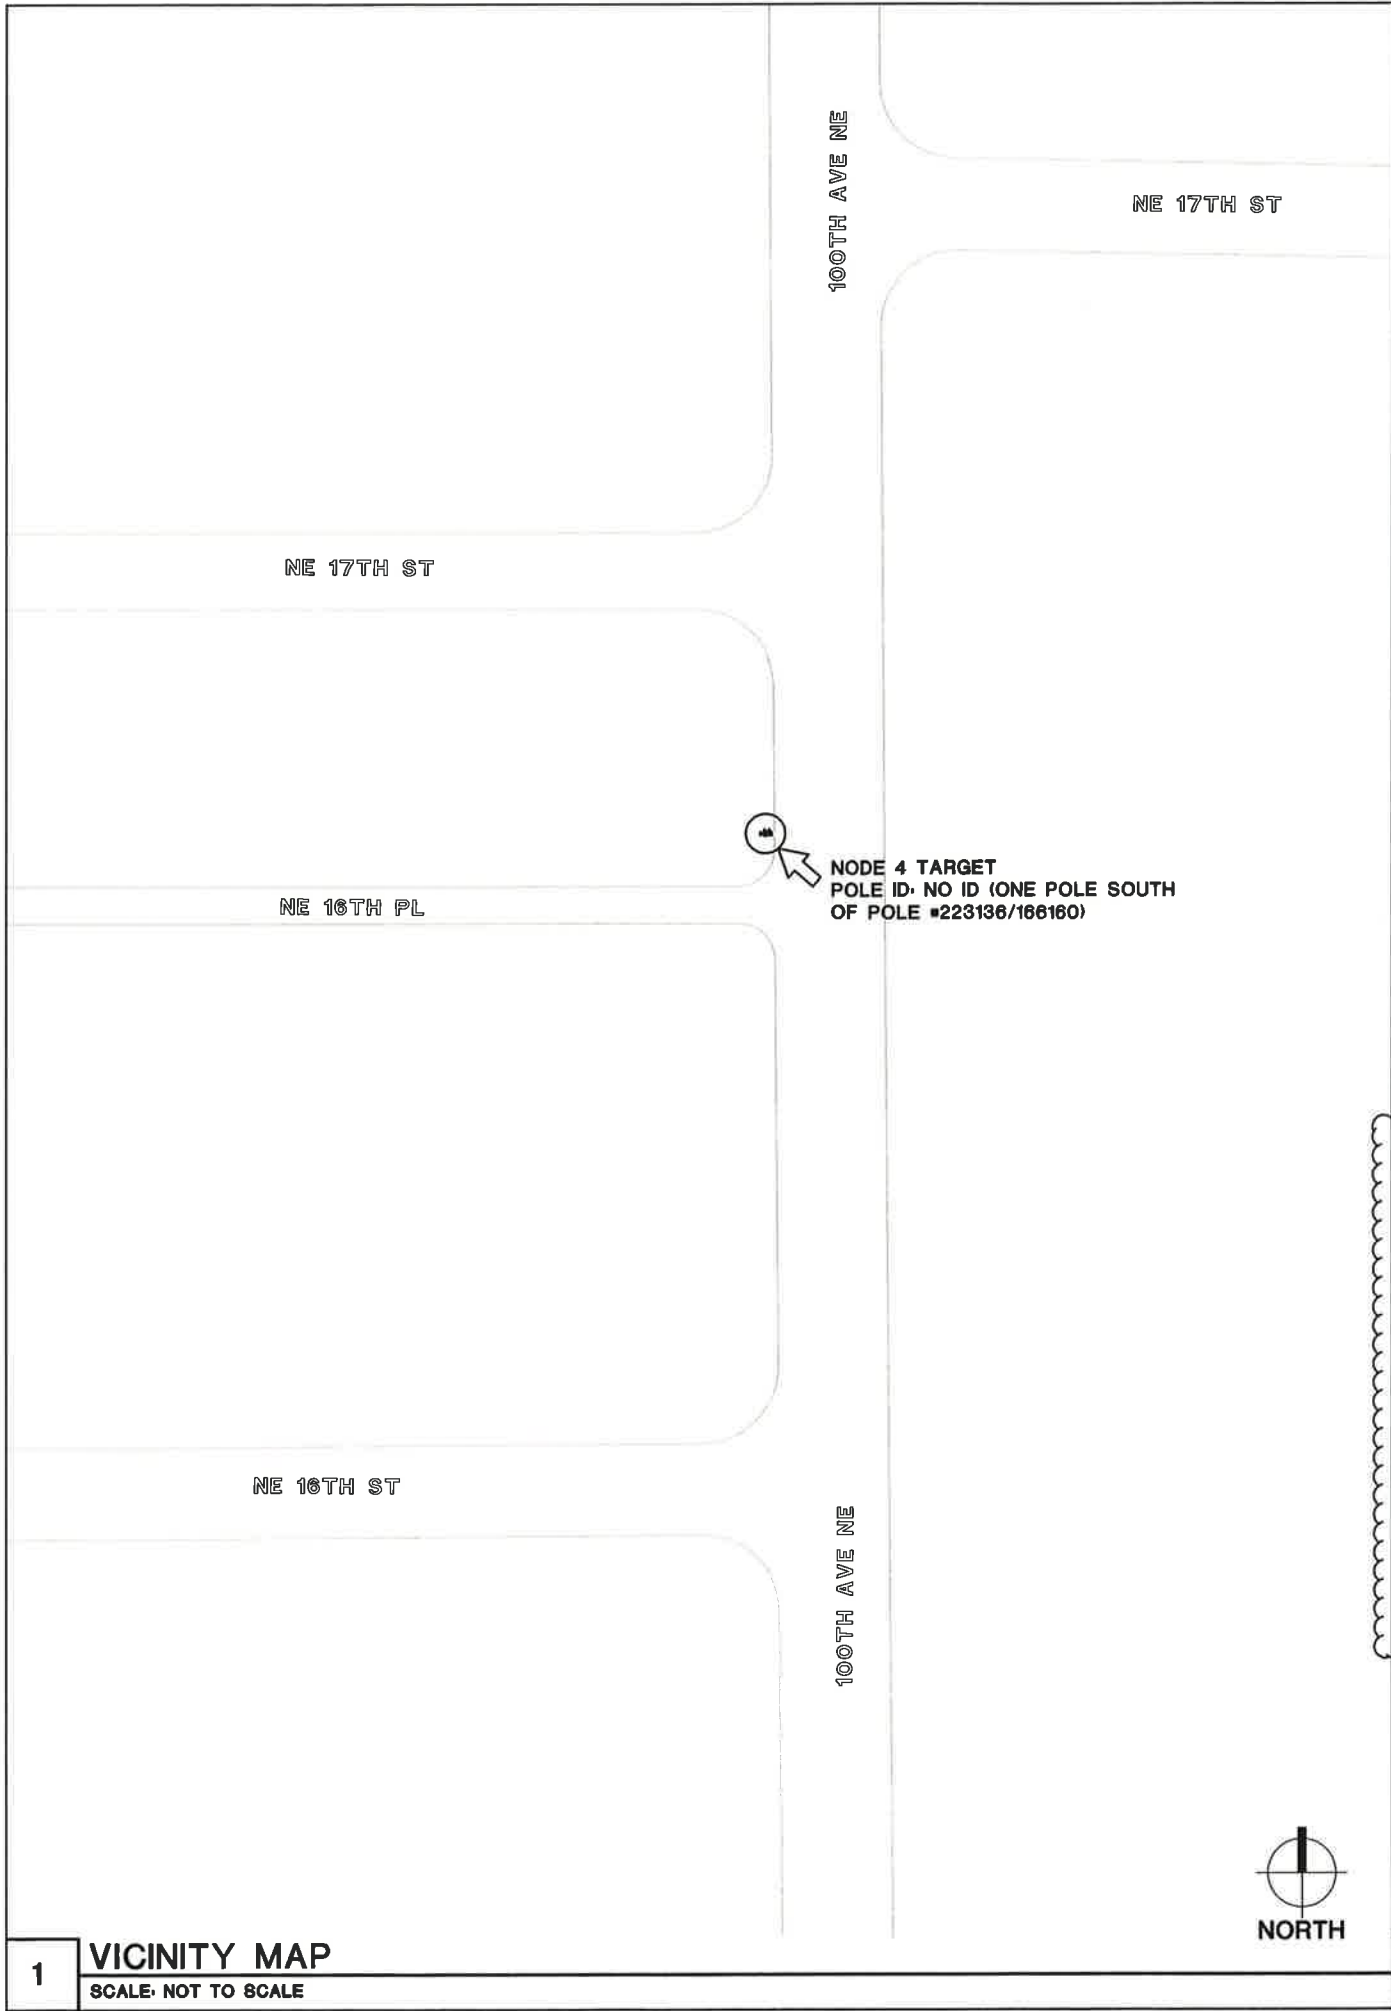 100TH AVE NE
NE 17TH ST
NE 17TH ST
NODE 4 TARGET
POLE ID: NO ID (ONE POLE SOUTH
OF POLE #223136/166160)
NE 16TH PL
NE 16TH ST
100TH AVE NE
NORTH
1
VICINITY MAP
SCALE: NOT TO SCALE